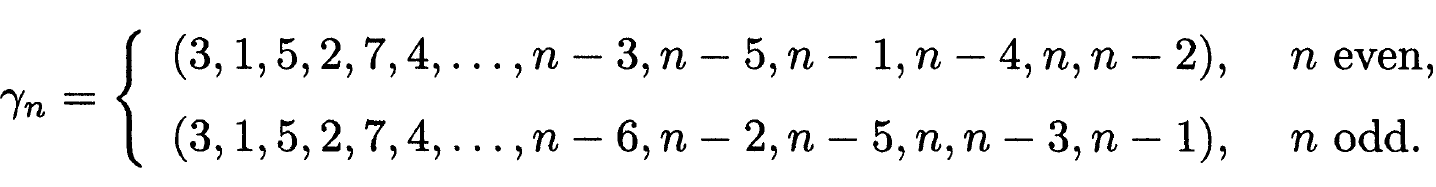 γₙ = {
(3, 1, 5, 2, 7, 4, . . . , n − 3, n − 5, n − 1, n − 4, n, n − 2), n even,
(3, 1, 5, 2, 7, 4, . . . , n − 6, n − 2, n − 5, n, n − 3, n − 1), n odd.